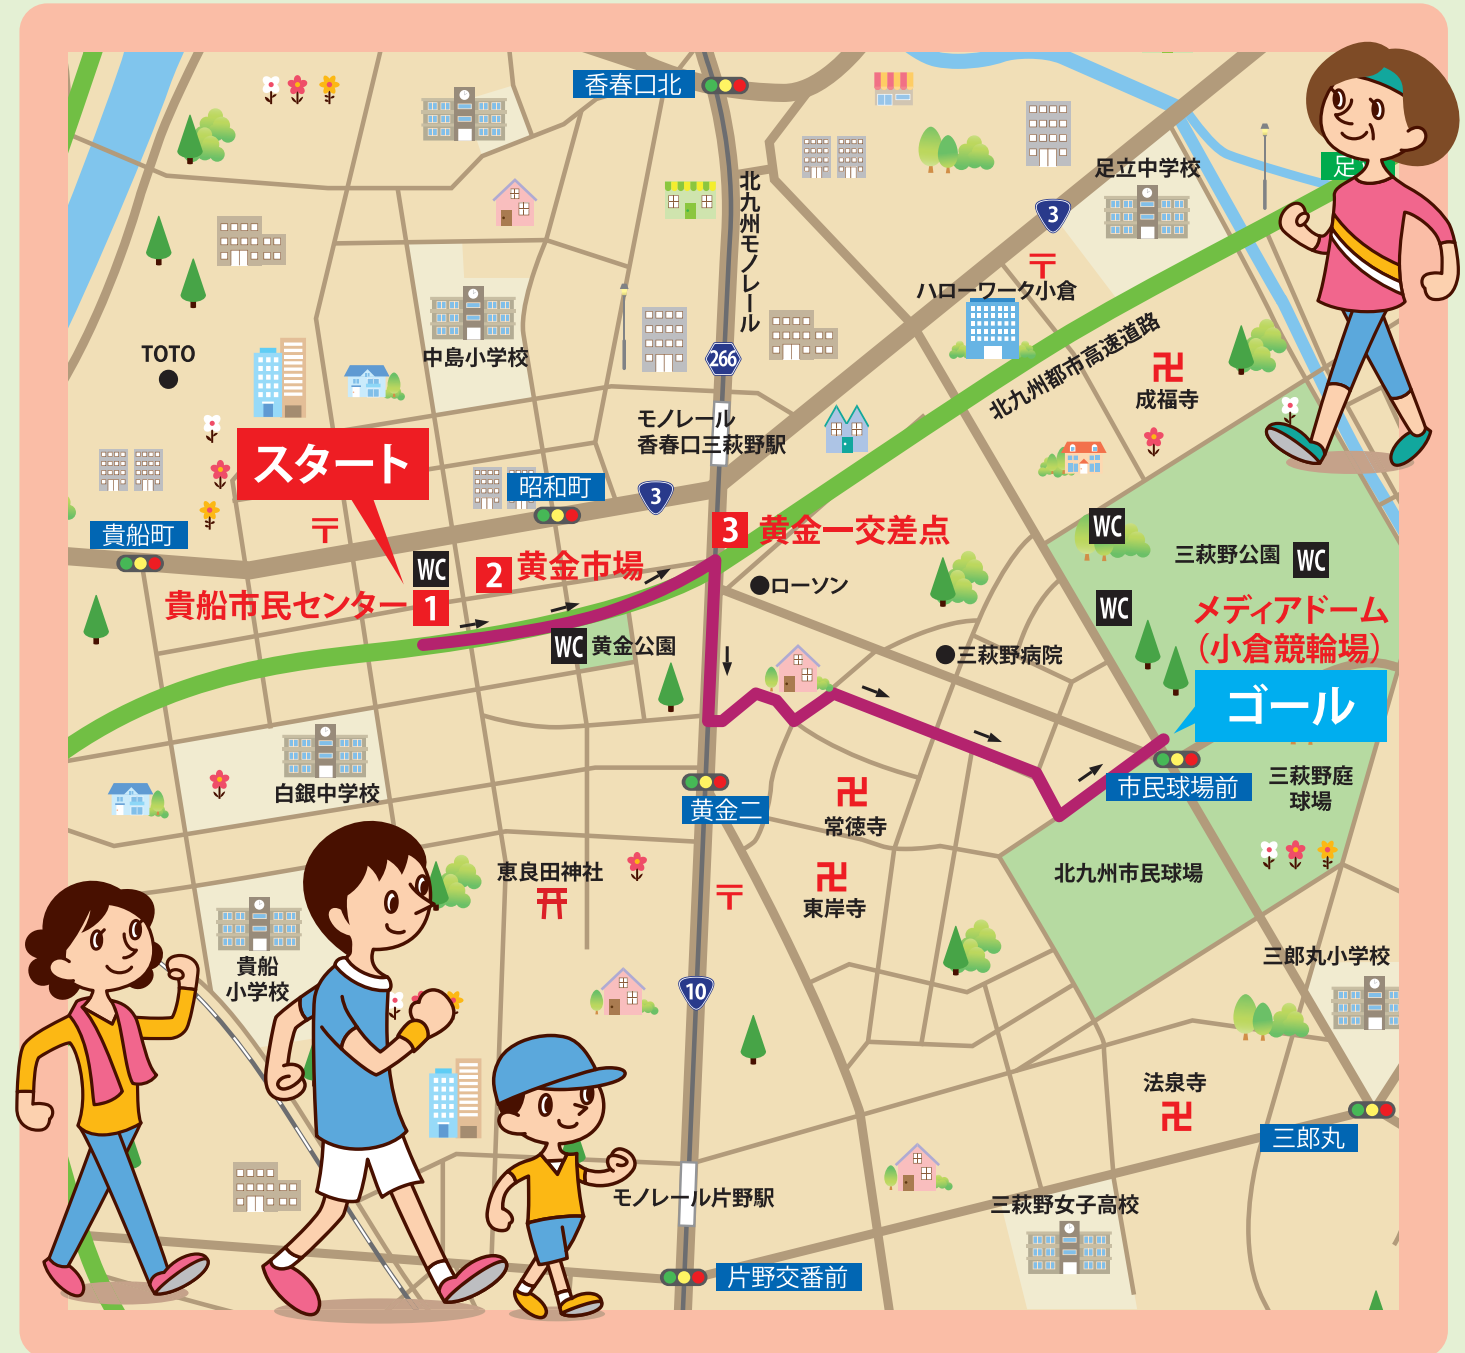 香春口北
北九州モノレール
足立中学校
3
足
〒
ハローワーク小倉
中島小学校
TOTO
266
北九州都市高速道路
成福寺
モノレール
香春口三萩野駅
スタート
昭和町
3
貴船町
〒
WC
2 黄金市場
3 黄金一交差点
WC
三萩野公園
WC
貴船市民センター 1
ローソン
WC
メディアドーム
(小倉競輪場)
WC
黄金公園
三萩野病院
ゴール
白銀中学校
市民球場前
三萩野庭
球場
黄金二
常徳寺
恵良田神社
〒
東岸寺
北九州市民球場
貴船
小学校
三郎丸小学校
10
法泉寺
三郎丸
モノレール片野駅
三萩野女子高校
片野交番前